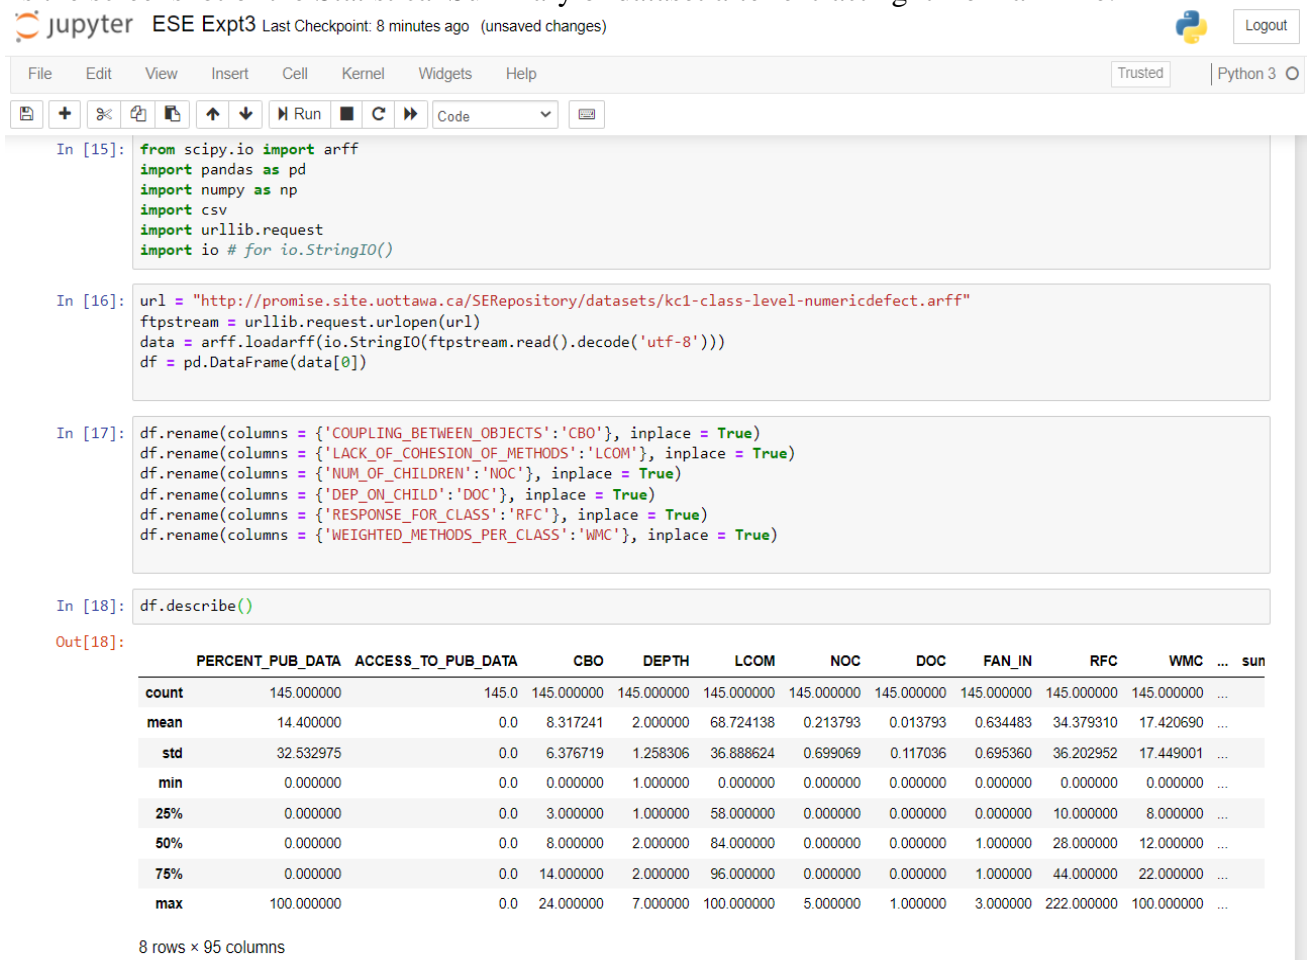 jupyter ESE Expt3 Last Checkpoint: 8 minutes ago (unsaved changes) Logout
File Edit View Insert Cell Kernel Widgets Help Trusted Python 3
Run Code
In [15]: from scipy.io import arff
import pandas as pd
import numpy as np
import csv
import urllib.request
import io # for io.StringIO()
In [16]: url = "http://promise.site.uottawa.ca/SERepository/datasets/kc1-class-level-numericdefect.arff"
ftpstream = urllib.request.urlopen(url)
data = arff.loadarff(io.StringIO(ftpstream.read().decode('utf-8')))
df = pd.DataFrame(data[0])
In [17]: df.rename(columns = {'COUPLING_BETWEEN_OBJECTS':'CBO'}, inplace = True)
df.rename(columns = {'LACK_OF_COHESION_OF_METHODS':'LCOM'}, inplace = True)
df.rename(columns = {'NUM_OF_CHILDREN':'NOC'}, inplace = True)
df.rename(columns = {'DEP_ON_CHILD':'DOC'}, inplace = True)
df.rename(columns = {'RESPONSE_FOR_CLASS':'RFC'}, inplace = True)
df.rename(columns = {'WEIGHTED_METHODS_PER_CLASS':'WMC'}, inplace = True)
In [18]: df.describe()
Out[18]:
PERCENT_PUB_DATA ACCESS_TO_PUB_DATA CBO DEPTH LCOM NOC DOC FAN_IN RFC WMC ... sum
count 145.000000 145.0 145.000000 145.000000 145.000000 145.000000 145.000000 145.000000 145.000000 145.000000 ...
mean 14.400000 0.0 8.317241 2.000000 68.724138 0.213793 0.013793 0.634483 34.379310 17.420690 ...
std 32.532975 0.0 6.376719 1.258306 36.888624 0.699069 0.117036 0.695360 36.202952 17.449001 ...
min 0.000000 0.0 0.000000 1.000000 0.000000 0.000000 0.000000 0.000000 0.000000 0.000000 ...
25% 0.000000 0.0 3.000000 1.000000 58.000000 0.000000 0.000000 0.000000 10.000000 8.000000 ...
50% 0.000000 0.0 8.000000 2.000000 84.000000 0.000000 0.000000 1.000000 28.000000 12.000000 ...
75% 0.000000 0.0 14.000000 2.000000 96.000000 0.000000 0.000000 1.000000 44.000000 22.000000 ...
max 100.000000 0.0 24.000000 7.000000 100.000000 5.000000 1.000000 3.000000 222.000000 100.000000 ...
8 rows × 95 columns